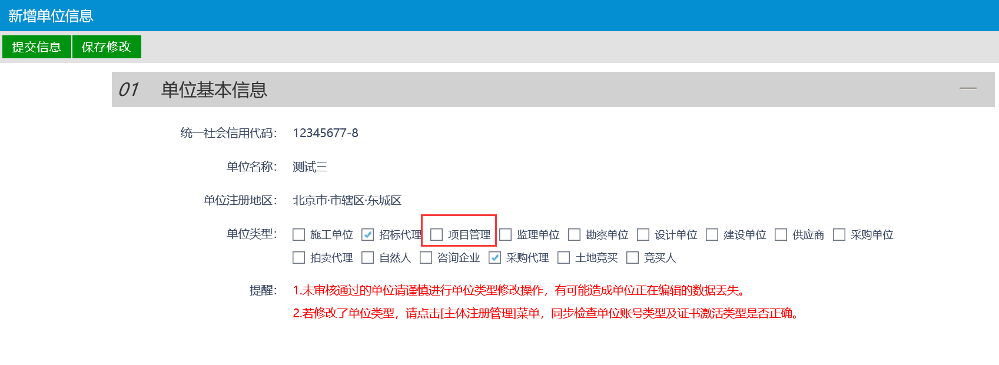 新增单位信息
提交信息 保存修改
01 单位基本信息
统一社会信用代码： 12345677-8
单位名称： 测试三
单位注册地区： 北京市·市辖区·东城区
单位类型： 施工单位 招标代理 项目管理 监理单位 勘察单位 设计单位 建设单位 供应商 采购单位
拍卖代理 自然人 咨询企业 采购代理 土地竞买 竞买人
提醒： 1.未审核通过的单位请谨慎进行单位类型修改操作，有可能造成单位正在编辑的数据丢失。
2.若修改了单位类型，请点击[主体注册管理]菜单，同步检查单位账号类型及证书激活类型是否正确。